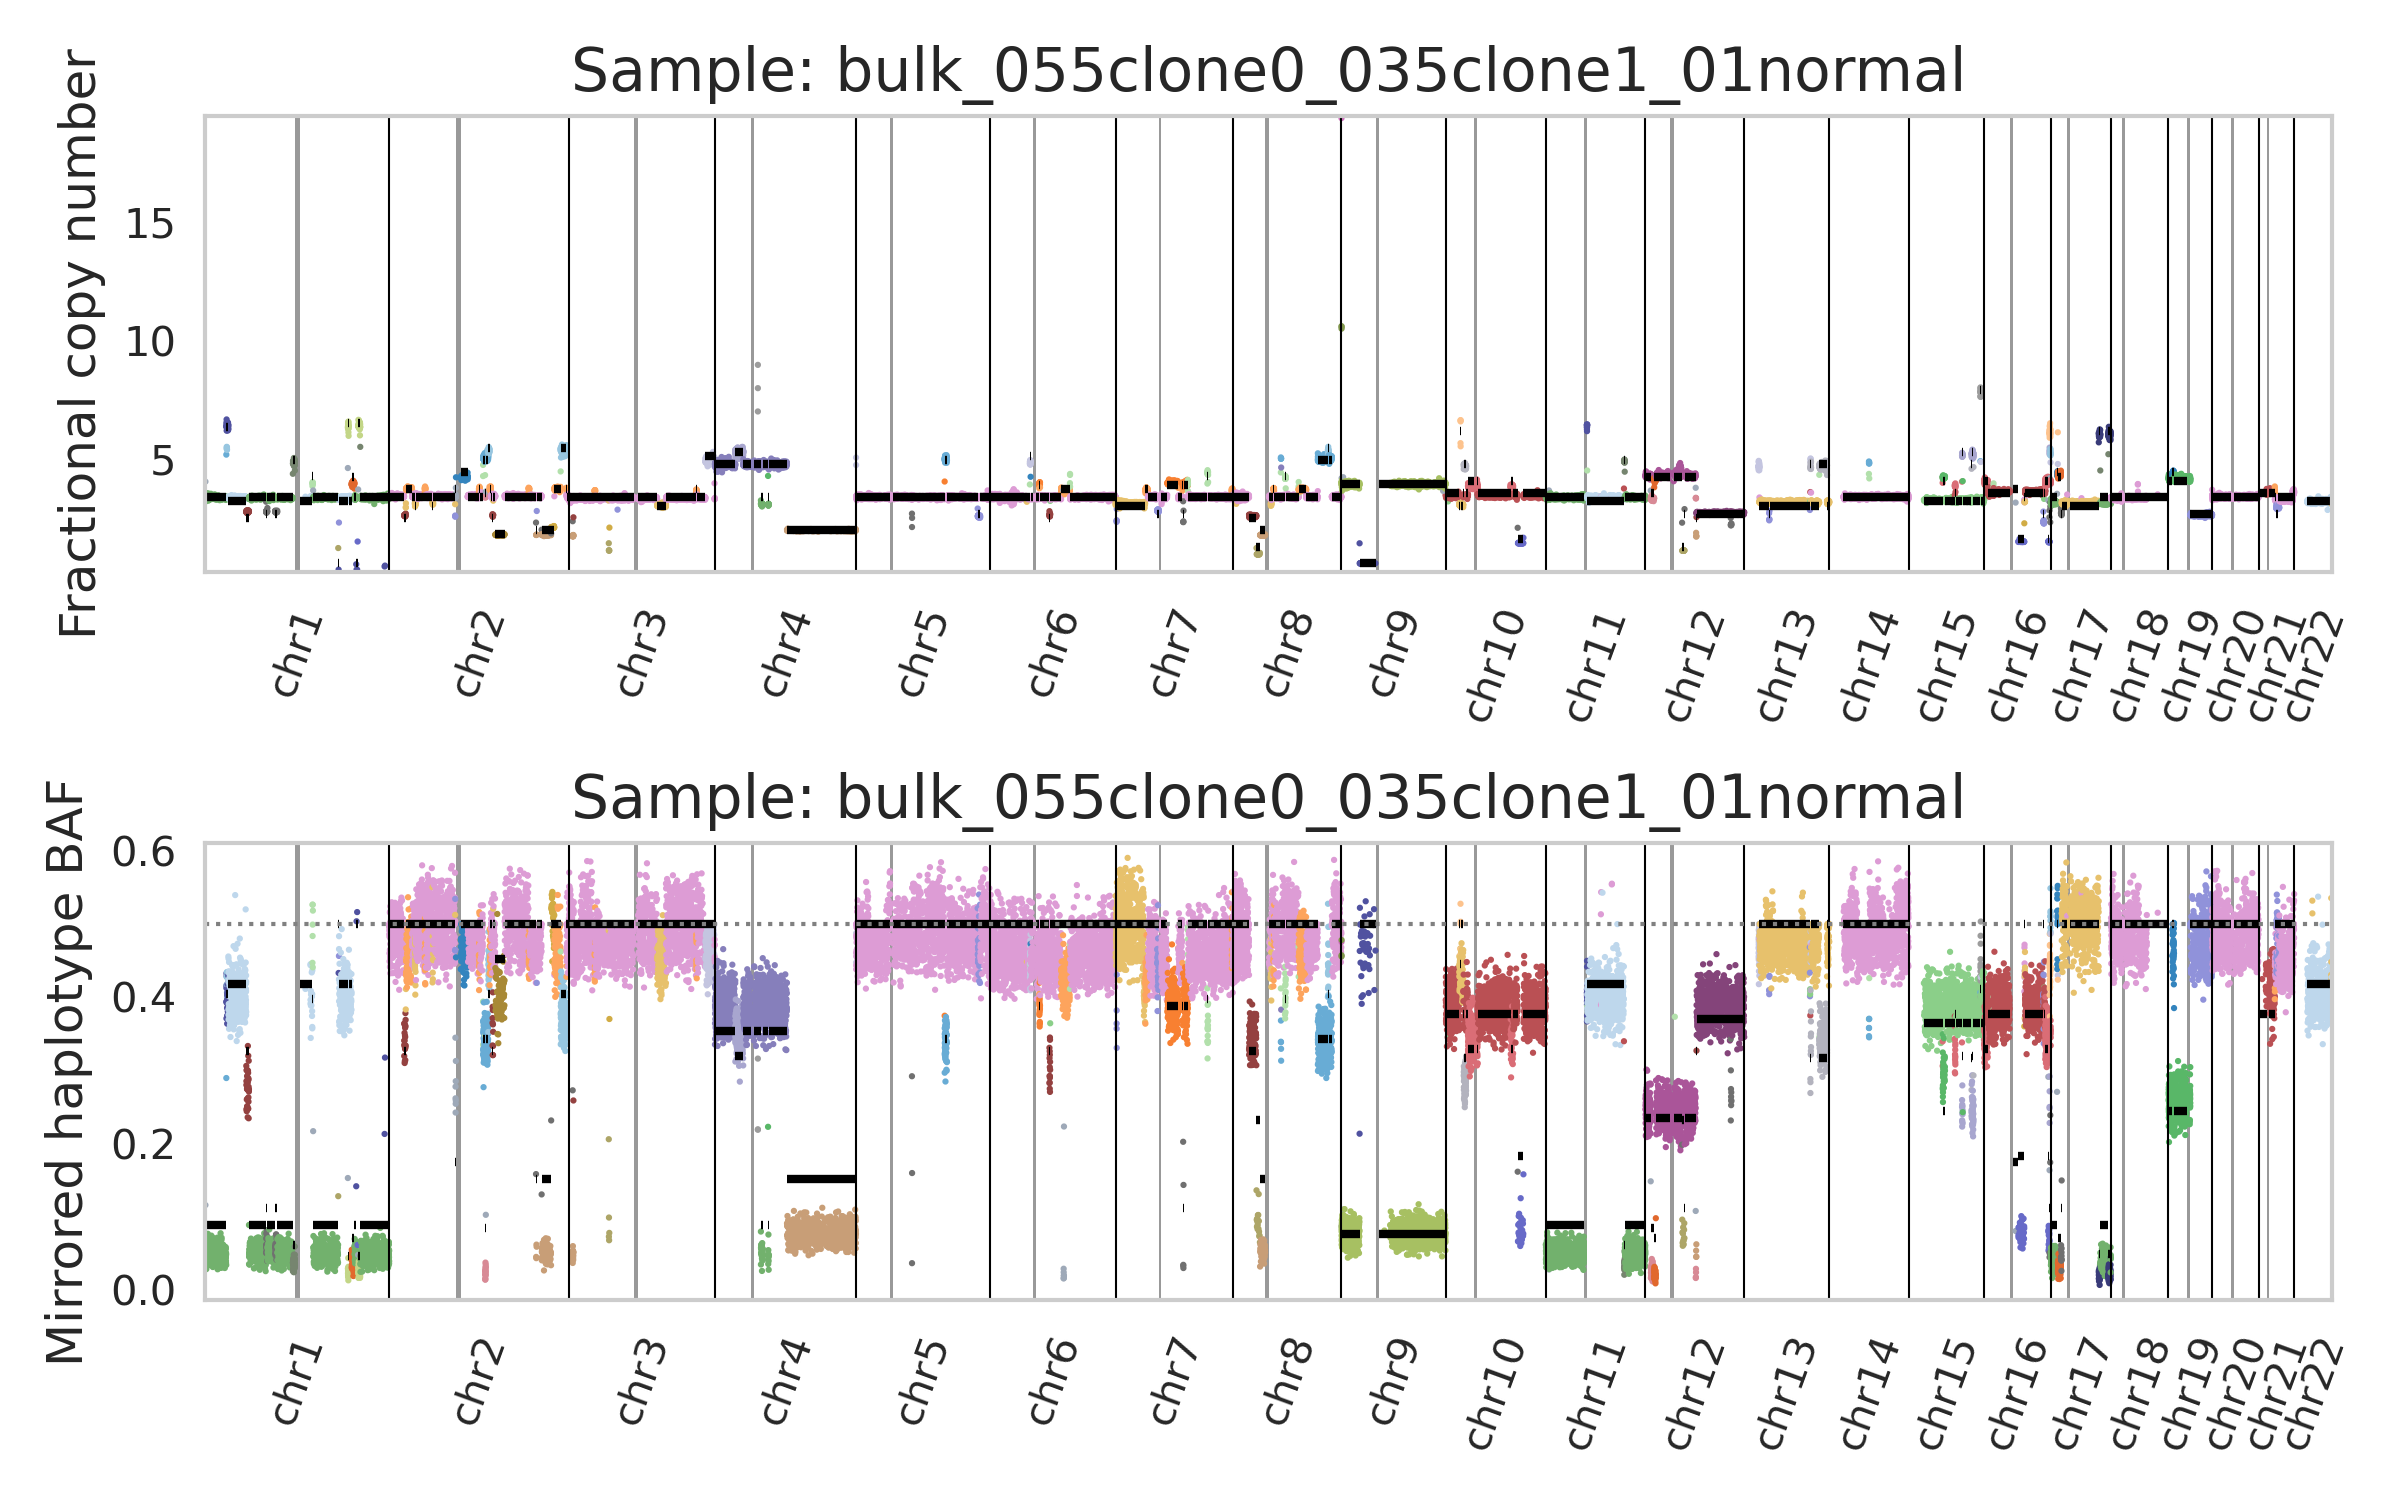 Sample: bulk_055clone0_035clone1_01normal
Fractional copy number
15
10
5
chr1
chr2
chr3
chr4
chr5
chr6
chr7
chr8
chr9
chr10
chr11
chr12
chr13
chr14
chr15
chr16
chr17
chr18
chr19
chr20
chr21
chr22
Sample: bulk_055clone0_035clone1_01normal
Mirrored haplotype BAF
0.6
0.4
0.2
0.0
chr1
chr2
chr3
chr4
chr5
chr6
chr7
chr8
chr9
chr10
chr11
chr12
chr13
chr14
chr15
chr16
chr17
chr18
chr19
chr20
chr21
chr22